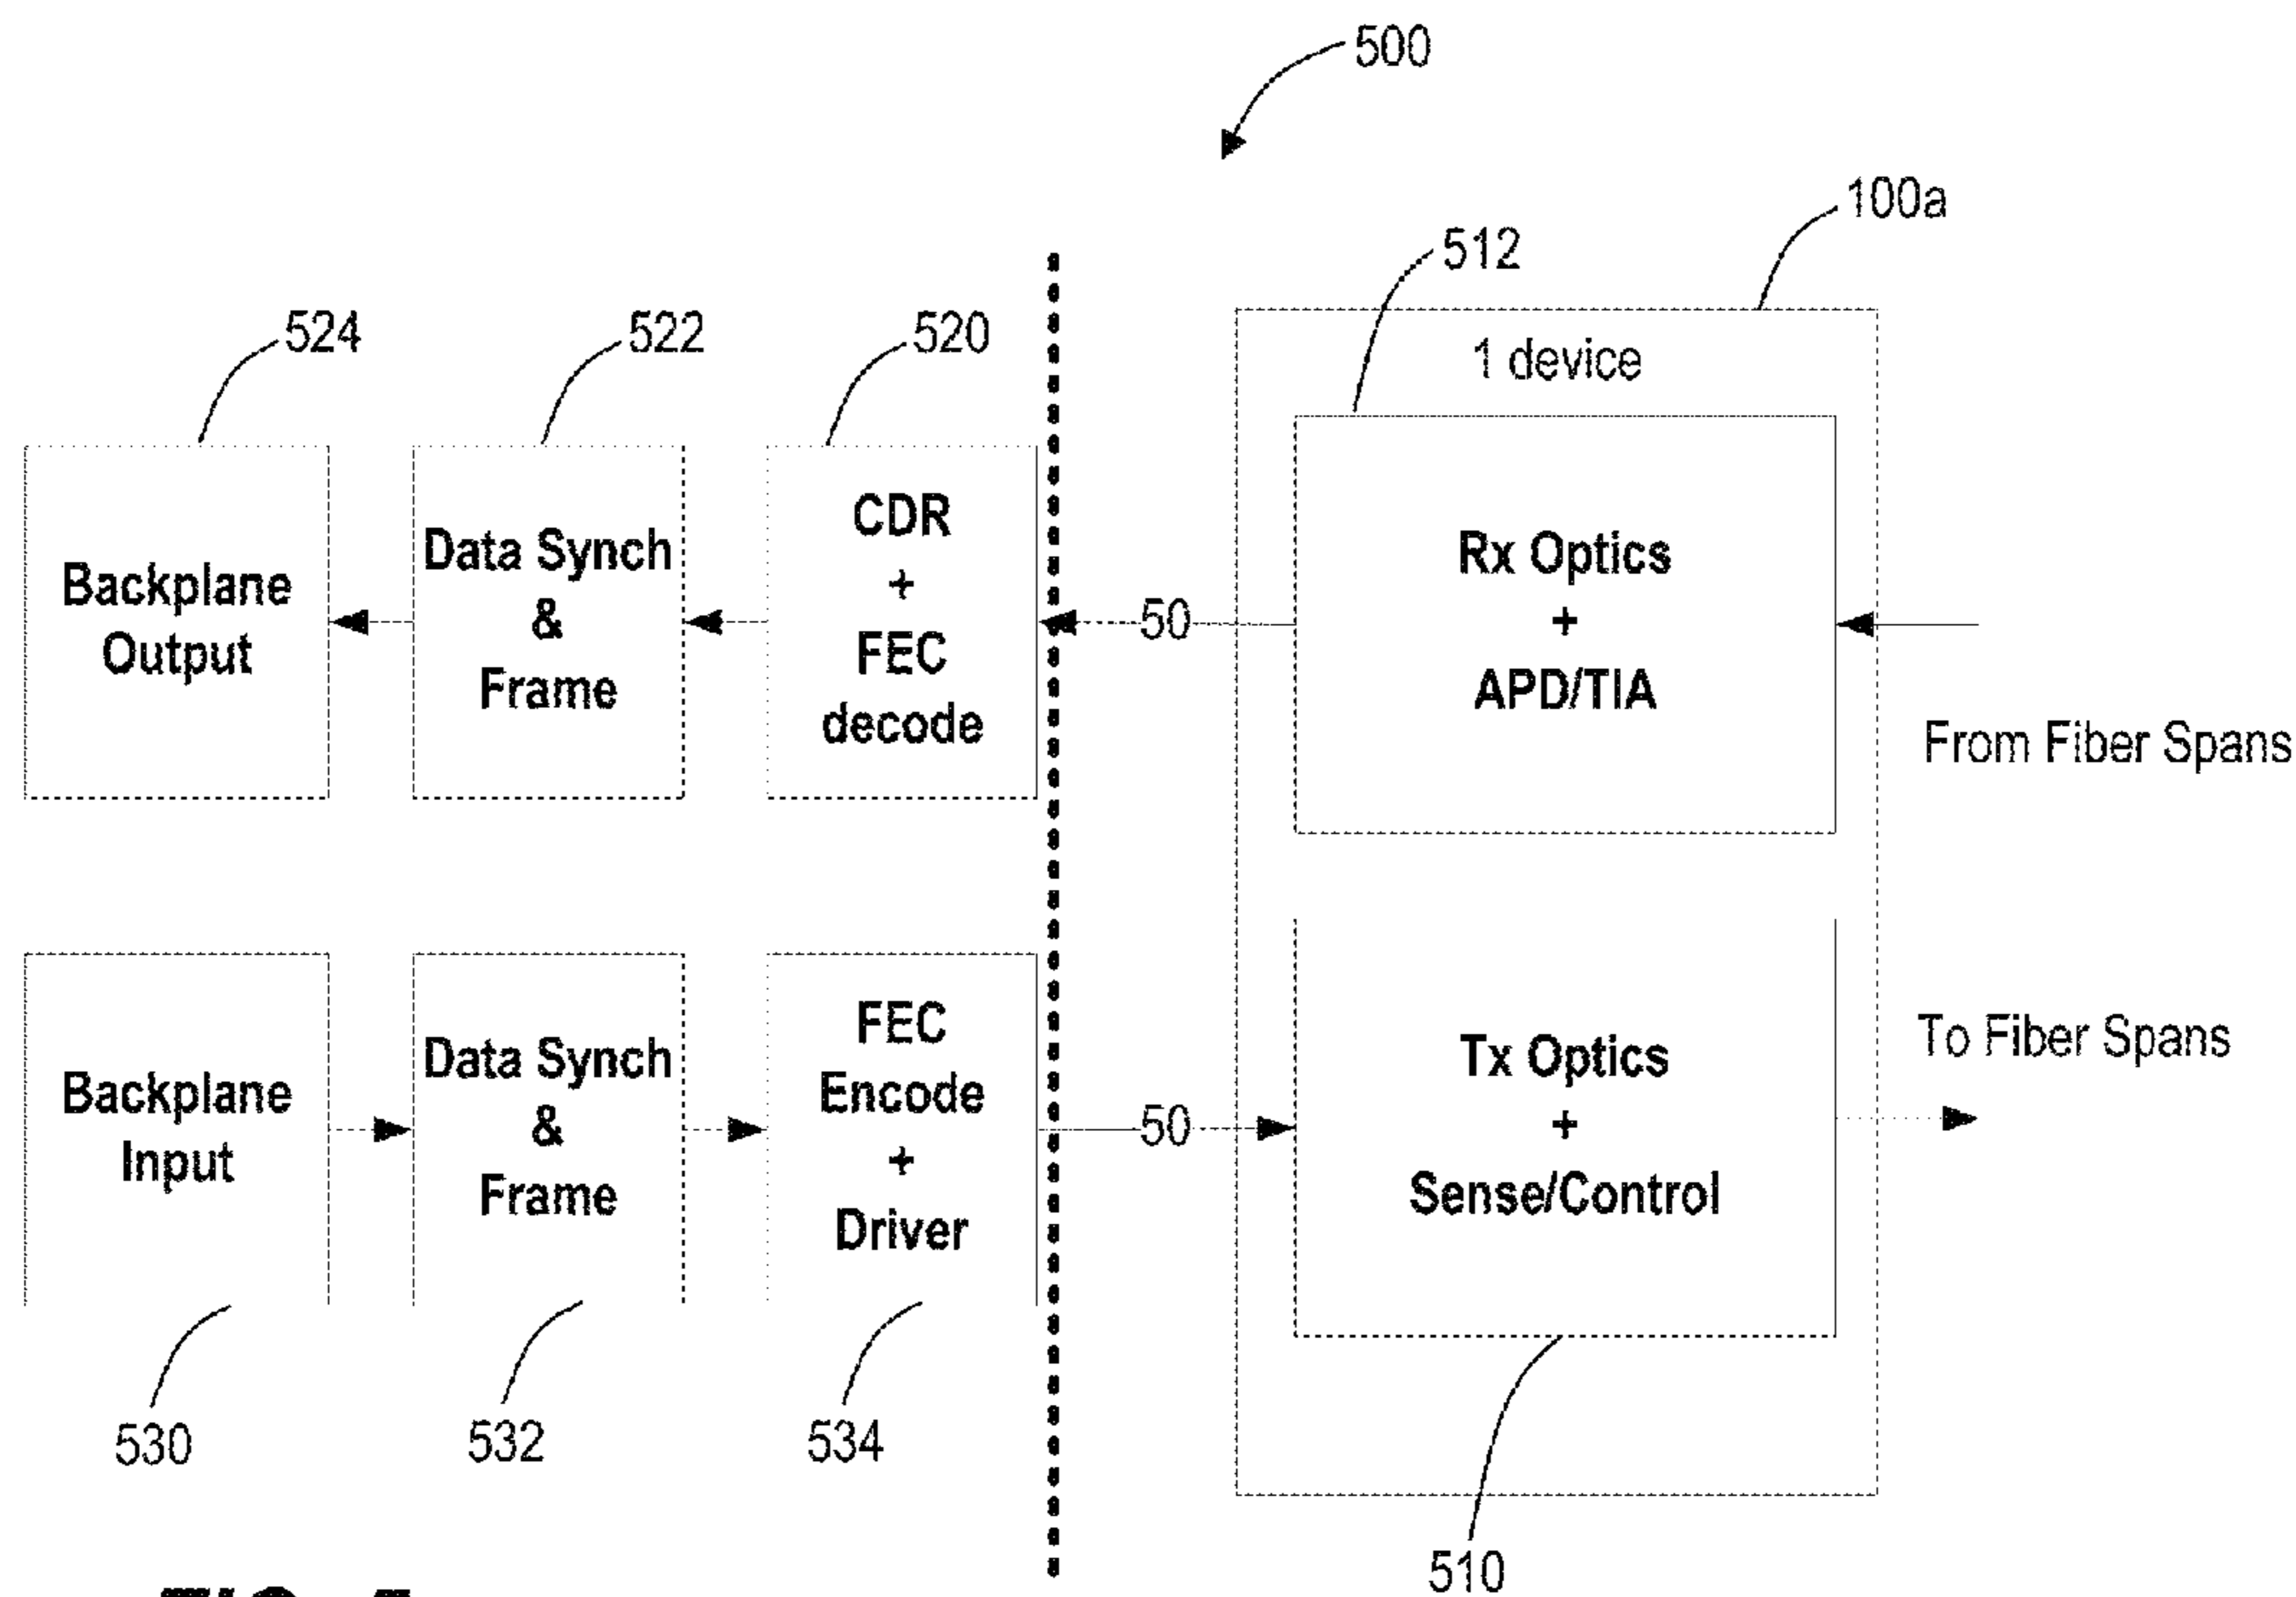 500
100a
512
524
522
520
1 device
Backplane
Output
Data Synch
&
Frame
CDR
+
FEC
decode
50
Rx Optics
+
APD/TIA
From Fiber Spans
Backplane
Input
Data Synch
&
Frame
FEC
Encode
+
Driver
50
Tx Optics
+
Sense/Control
To Fiber Spans
530
532
534
510